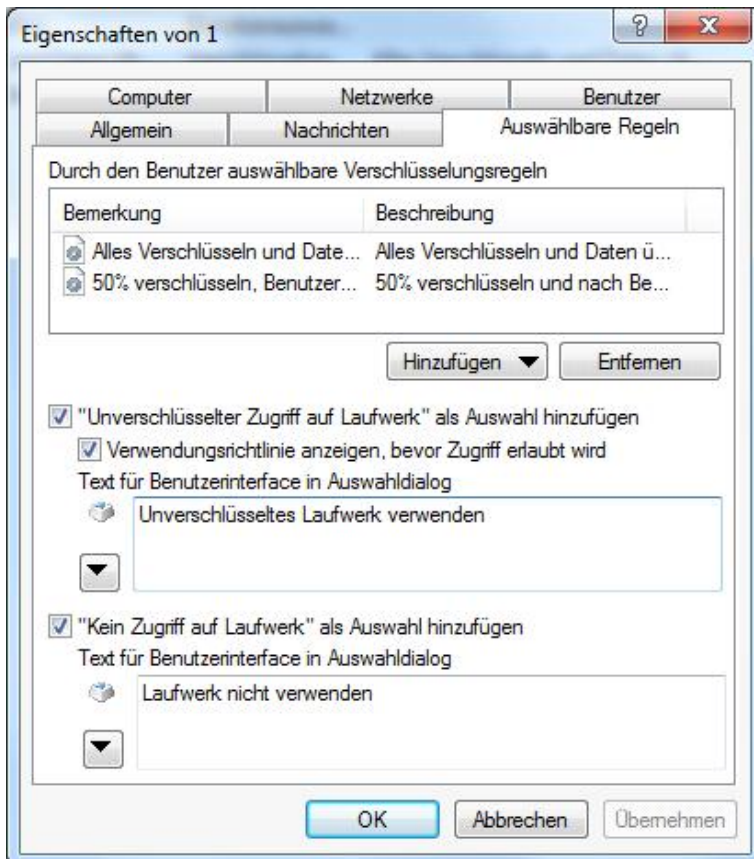 Eigenschaften von 1
Computer
Netzwerke
Benutzer
Allgemein
Nachrichten
Auswählbare Regeln
Durch den Benutzer auswählbare Verschlüsselungsregeln
Bemerkung
Beschreibung
Alles Verschlüsseln und Date... Alles Verschlüsseln und Daten ü...
50% verschlüsseln, Benutzer... 50% verschlüsseln und nach Be...
Hinzufügen
Entfernen
"Unverschlüsselter Zugriff auf Laufwerk" als Auswahl hinzufügen
Verwendungsrichtlinie anzeigen, bevor Zugriff erlaubt wird
Text für Benutzerinterface in Auswahldialog
Unverschlüsseltes Laufwerk verwenden
"Kein Zugriff auf Laufwerk" als Auswahl hinzufügen
Text für Benutzerinterface in Auswahldialog
Laufwerk nicht verwenden
OK
Abbrechen
Übernehmen